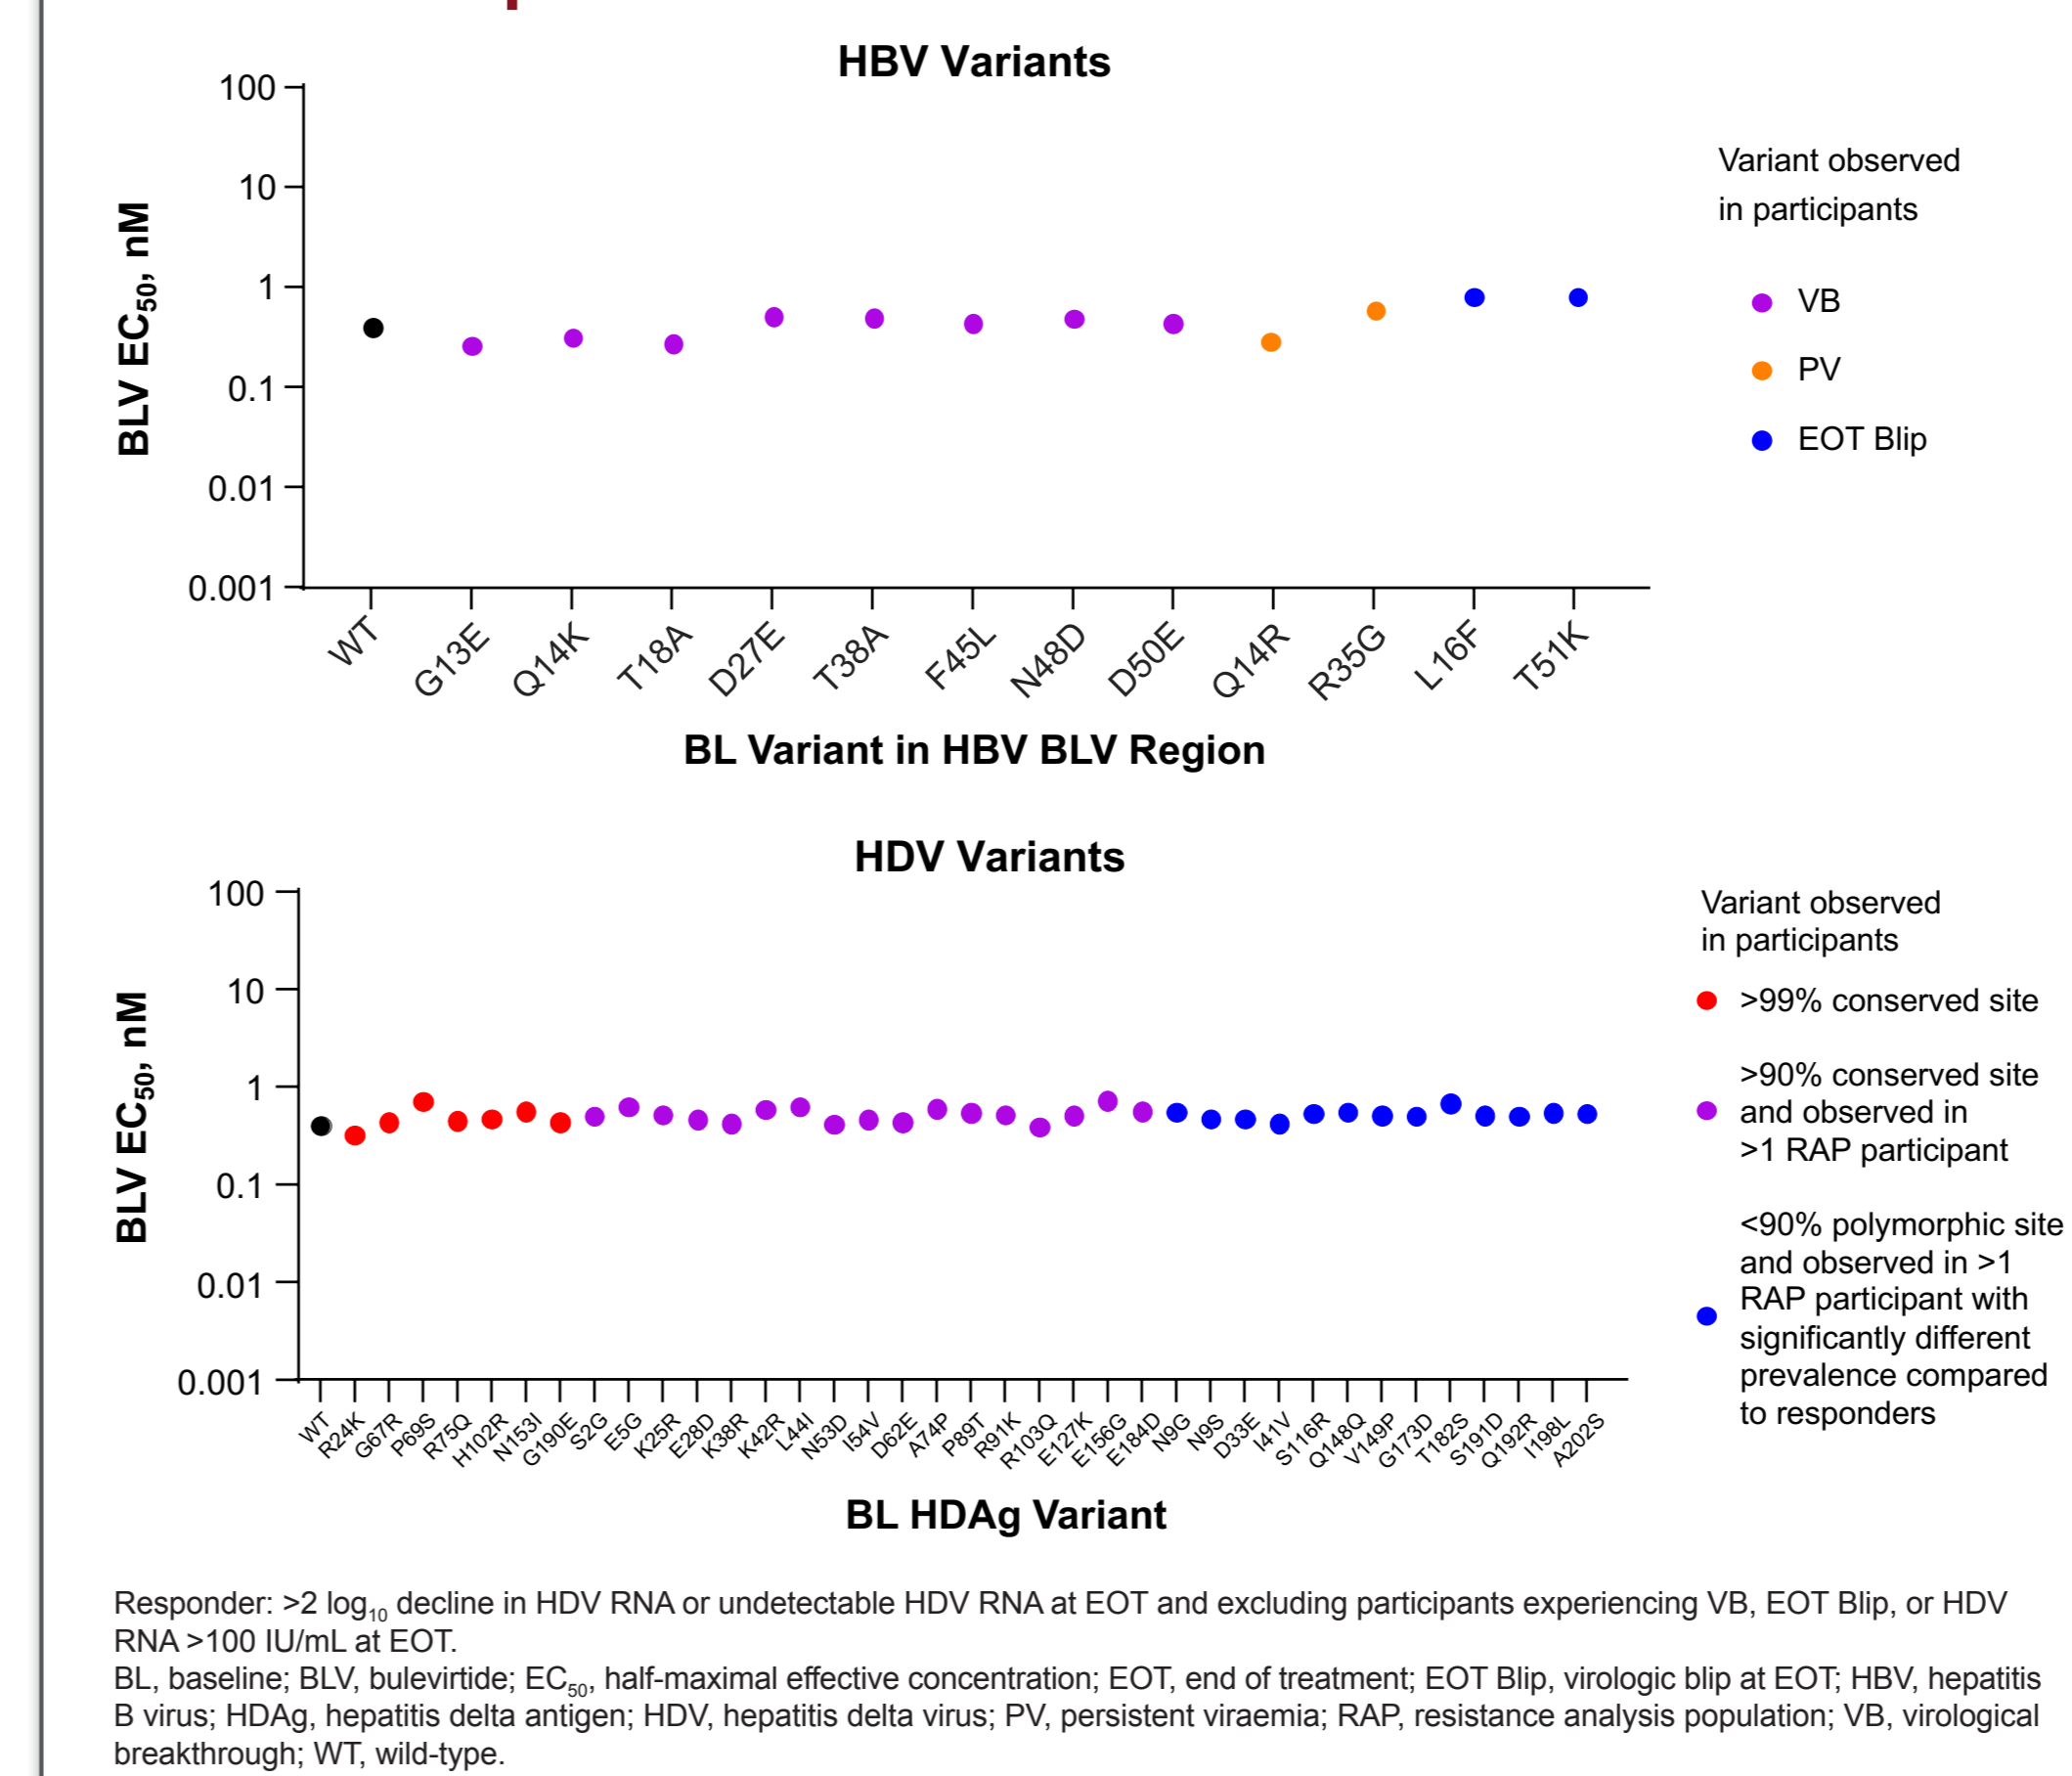 HBV Variants
100
10
1
0.1
0.01
0.001
BLV EC50, nM
WT
G13E
Q14K
T18A
D27E
T38A
F45L
N48D
D50E
Q14R
R35G
L16F
T51K
BL Variant in HBV BLV Region
Variant observed
in participants
VB
PV
EOT Blip
HDV Variants
100
10
1
0.1
0.01
0.001
BLV EC50, nM
WT
R24K
G67R
P69S
R75Q
H102R
N153I
G190E
S2G
E5G
K25R
E28D
K38R
K42R
L44I
N53D
I54V
D62E
A74P
P89T
R91K
R103Q
E127K
E156G
E184D
N9G
N9S
D33E
I41V
S116R
Q148Q
V149P
G173D
T182S
S191D
Q192R
I198L
A202S
BL HDAg Variant
Variant observed
in participants
>99% conserved site
>90% conserved site
and observed in
>1 RAP participant
<90% polymorphic site
and observed in >1
RAP participant with
significantly different
prevalence compared
to responders
Responder: >2 log10 decline in HDV RNA or undetectable HDV RNA at EOT and excluding participants experiencing VB, EOT Blip, or HDV
RNA >100 IU/mL at EOT.
BL, baseline; BLV, bulevirtide; EC50, half-maximal effective concentration; EOT, end of treatment; EOT Blip, virologic blip at EOT; HBV, hepatitis
B virus; HDAg, hepatitis delta antigen; HDV, hepatitis delta virus; PV, persistent viraemia; RAP, resistance analysis population; VB, virological
breakthrough; WT, wild-type.